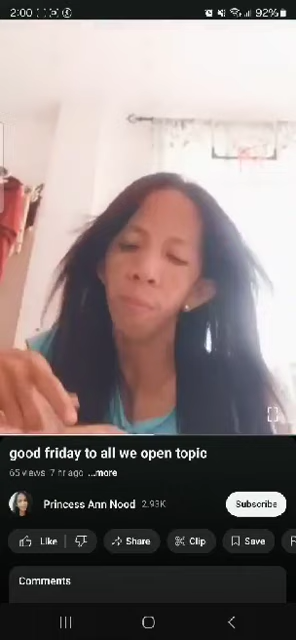 2:00
92%
good friday to all we open topic
65 views 7 hr ago ...more
Princess Ann Nood 2.93K
Subscribe
Like
Share
Clip
Save
Comments